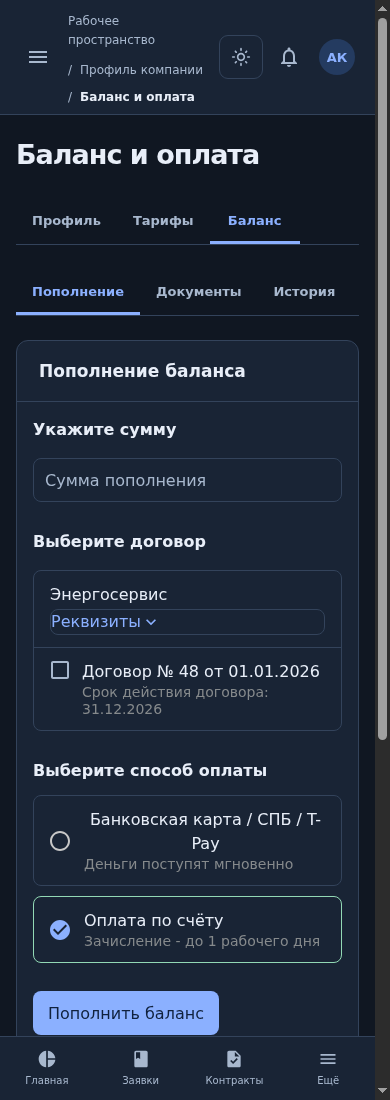 Рабочее
пространство
/ Профиль компании
/ Баланс и оплата
АК
Баланс и оплата
Профиль Тарифы Баланс
Пополнение Документы История
Пополнение баланса
Укажите сумму
Сумма пополнения
Выберите договор
Энергосервис
Реквизиты
Договор № 48 от 01.01.2026
Срок действия договора:
31.12.2026
Выберите способ оплаты
Банковская карта / СПБ / T-
Pay
Деньги поступят мгновенно
Оплата по счёту
Зачисление - до 1 рабочего дня
Пополнить баланс
Главная Заявки Контракты Ещё